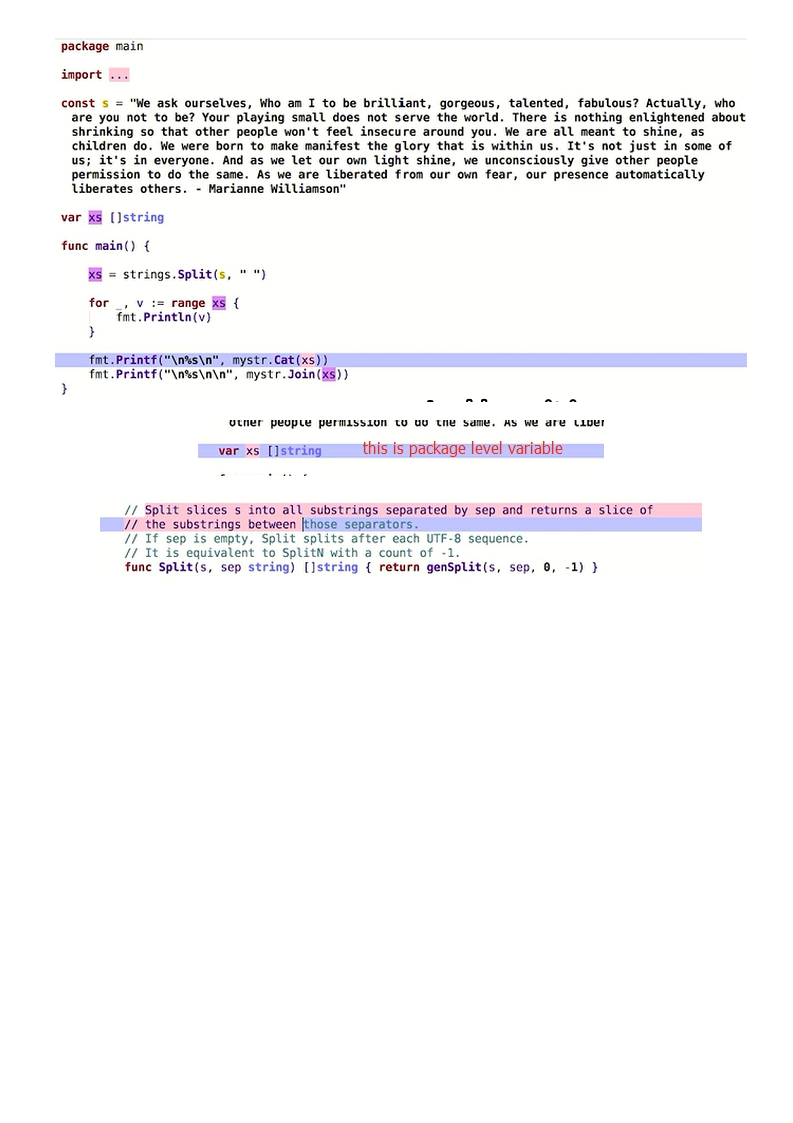 package main
import ...
const s = "We ask ourselves, Who am I to be brilliant, gorgeous, talented, fabulous? Actually, who
are you not to be? Your playing small does not serve the world. There is nothing enlightened about
shrinking so that other people won't feel insecure around you. We are all meant to shine, as
children do. We were born to make manifest the glory that is within us. It's not just in some of
us; it's in everyone. And as we let our own light shine, we unconsciously give other people
permission to do the same. As we are liberated from our own fear, our presence automatically
liberates others. - Marianne Williamson"
var xs []string
func main() {
xs = strings.Split(s, " ")
for _, v := range xs {
fmt.Println(v)
}
fmt.Printf("\n%s\n", mystr.Cat(xs))
fmt.Printf("\n%s\n\n", mystr.Join(xs))
}
other people permission to do the same. As we are liber
var xs []string this is package level variable
// Split slices s into all substrings separated by sep and returns a slice of
// the substrings between those separators.
// If sep is empty, Split splits after each UTF-8 sequence.
// It is equivalent to SplitN with a count of -1.
func Split(s, sep string) []string { return genSplit(s, sep, 0, -1) }